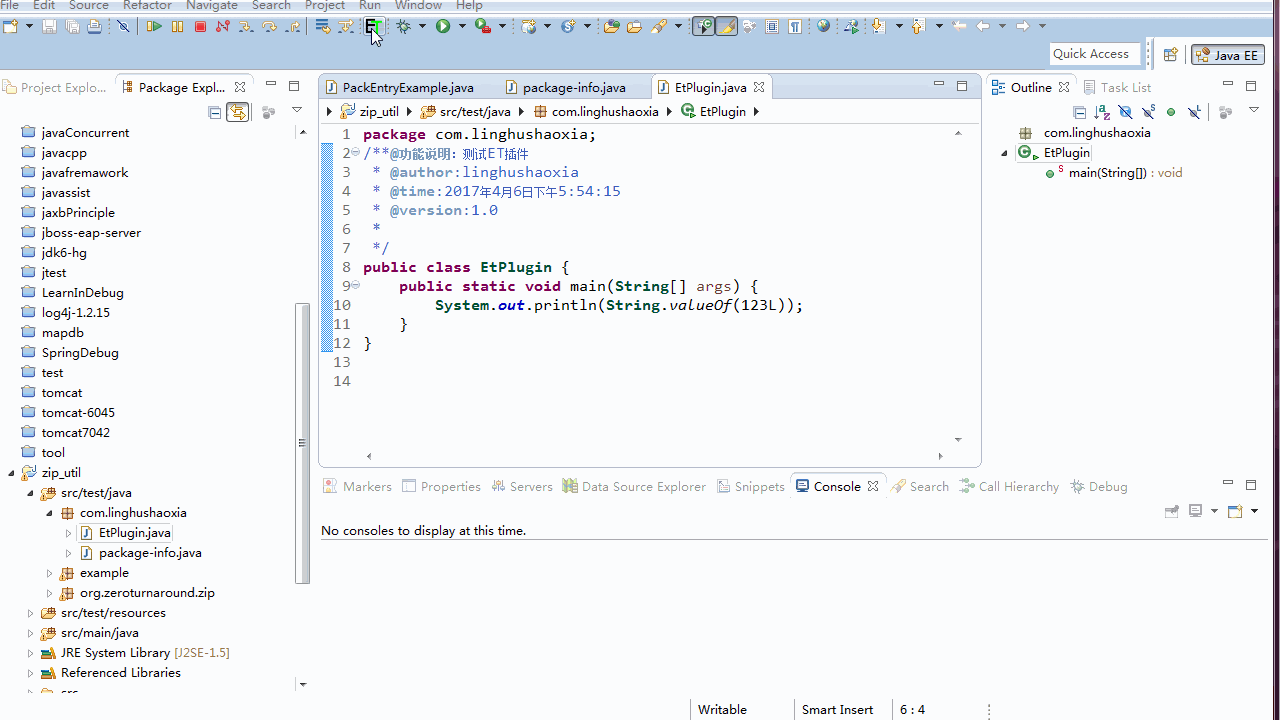 File Edit Source Refactor Navigate Search Project Run Window Help
ET
Quick Access
Java EE
Project Explo...
Package Expl...
javaConcurrent
javacpp
javafremawork
javassist
jaxbPrinciple
jboss-eap-server
jdk6-hg
jtest
LearnInDebug
log4j-1.2.15
mapdb
SpringDebug
test
tomcat
tomcat-6045
tomcat7042
tool
zip_util
src/test/java
com.linghushaoxia
EtPlugin.java
package-info.java
example
org.zeroturnaround.zip
src/test/resources
src/main/java
JRE System Library [J2SE-1.5]
Referenced Libraries
src
PackEntryExample.java
package-info.java
EtPlugin.java
zip_util
src/test/java
com.linghushaoxia
EtPlugin
1 package com.linghushaoxia;
2 /**@功能说明：测试ET插件
3 * @author:linghushaoxia
4 * @time:2017年4月6日下午5:54:15
5 * @version:1.0
6 *
7 */
8 public class EtPlugin {
9 public static void main(String[] args) {
10 System.out.println(String.valueOf(123L));
11 }
12 }
13
14
Outline
Task List
com.linghushaoxia
EtPlugin
main(String[]) : void
Markers
Properties
Servers
Data Source Explorer
Snippets
Console
Search
Call Hierarchy
Debug
No consoles to display at this time.
Writable
Smart Insert
6 : 4